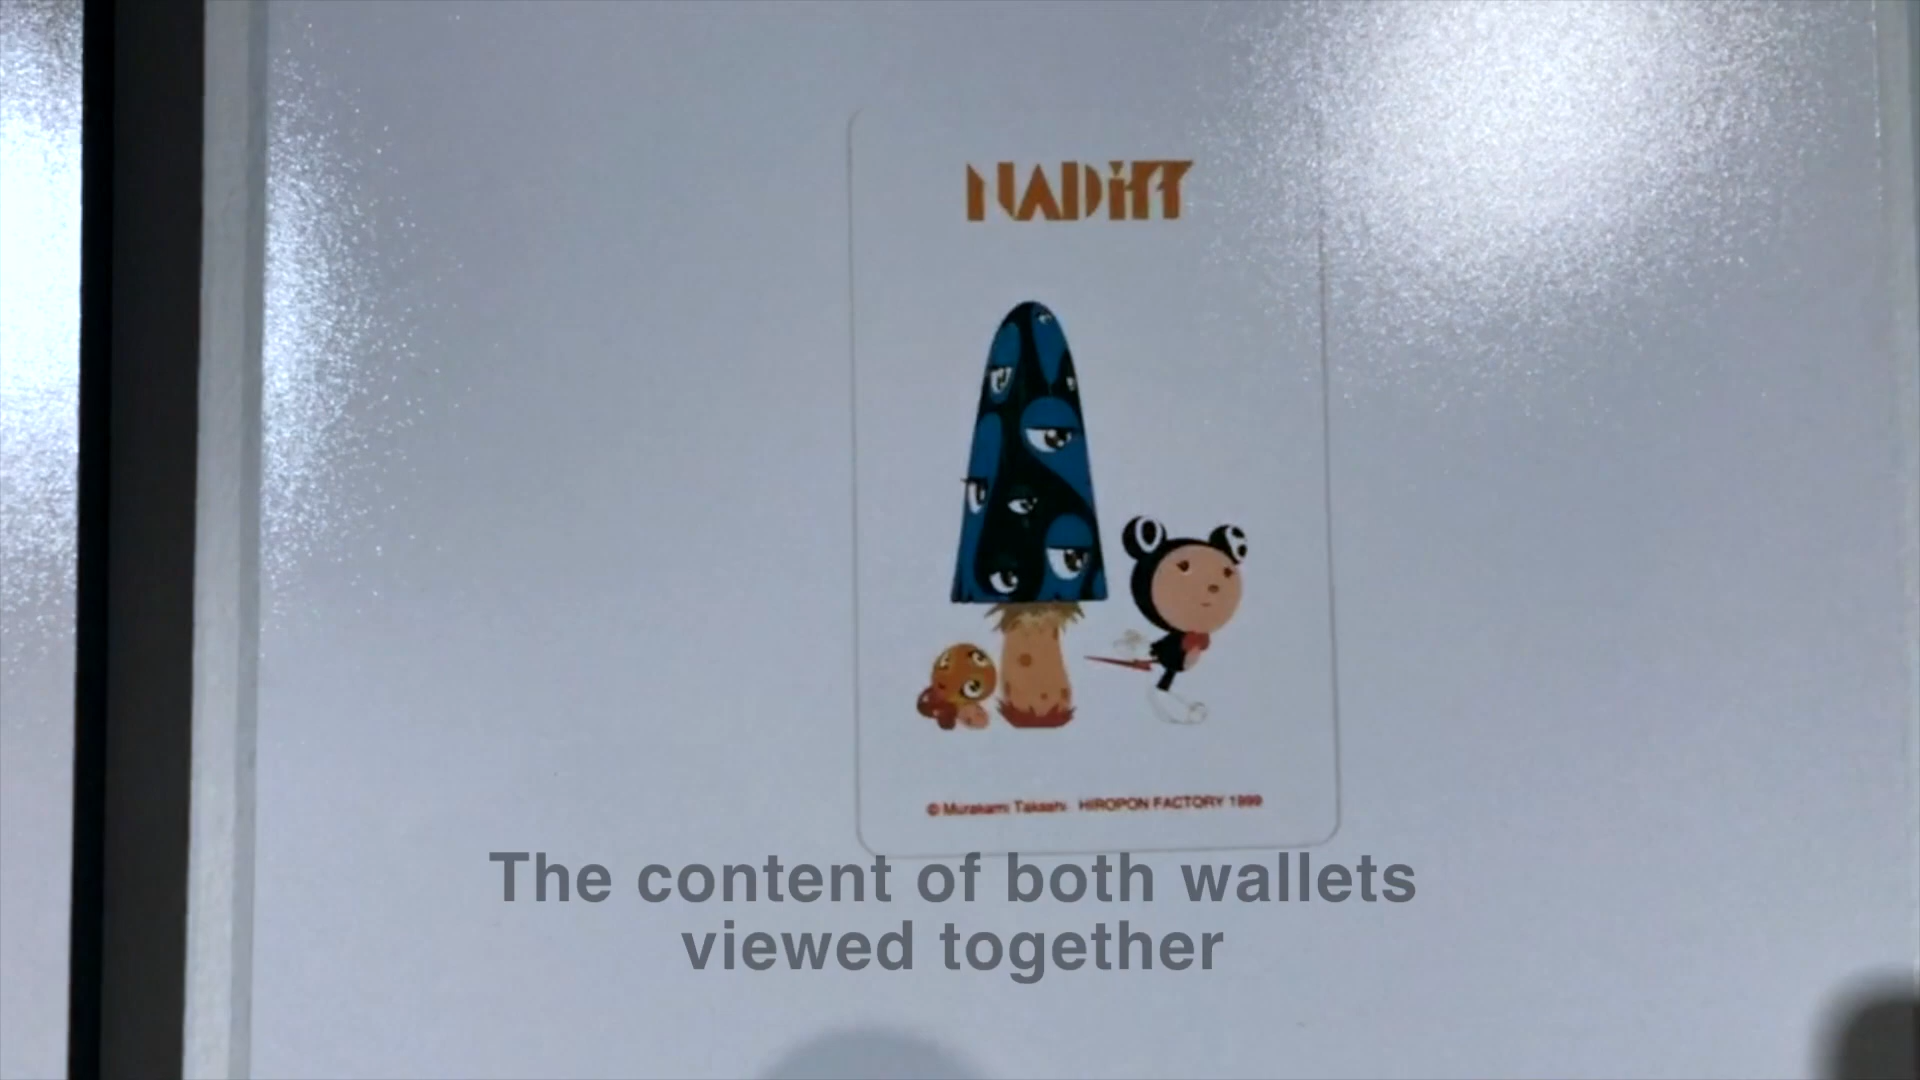 NADiff
© Murakami Takashi HIROPON FACTORY 1999
The content of both wallets
viewed together